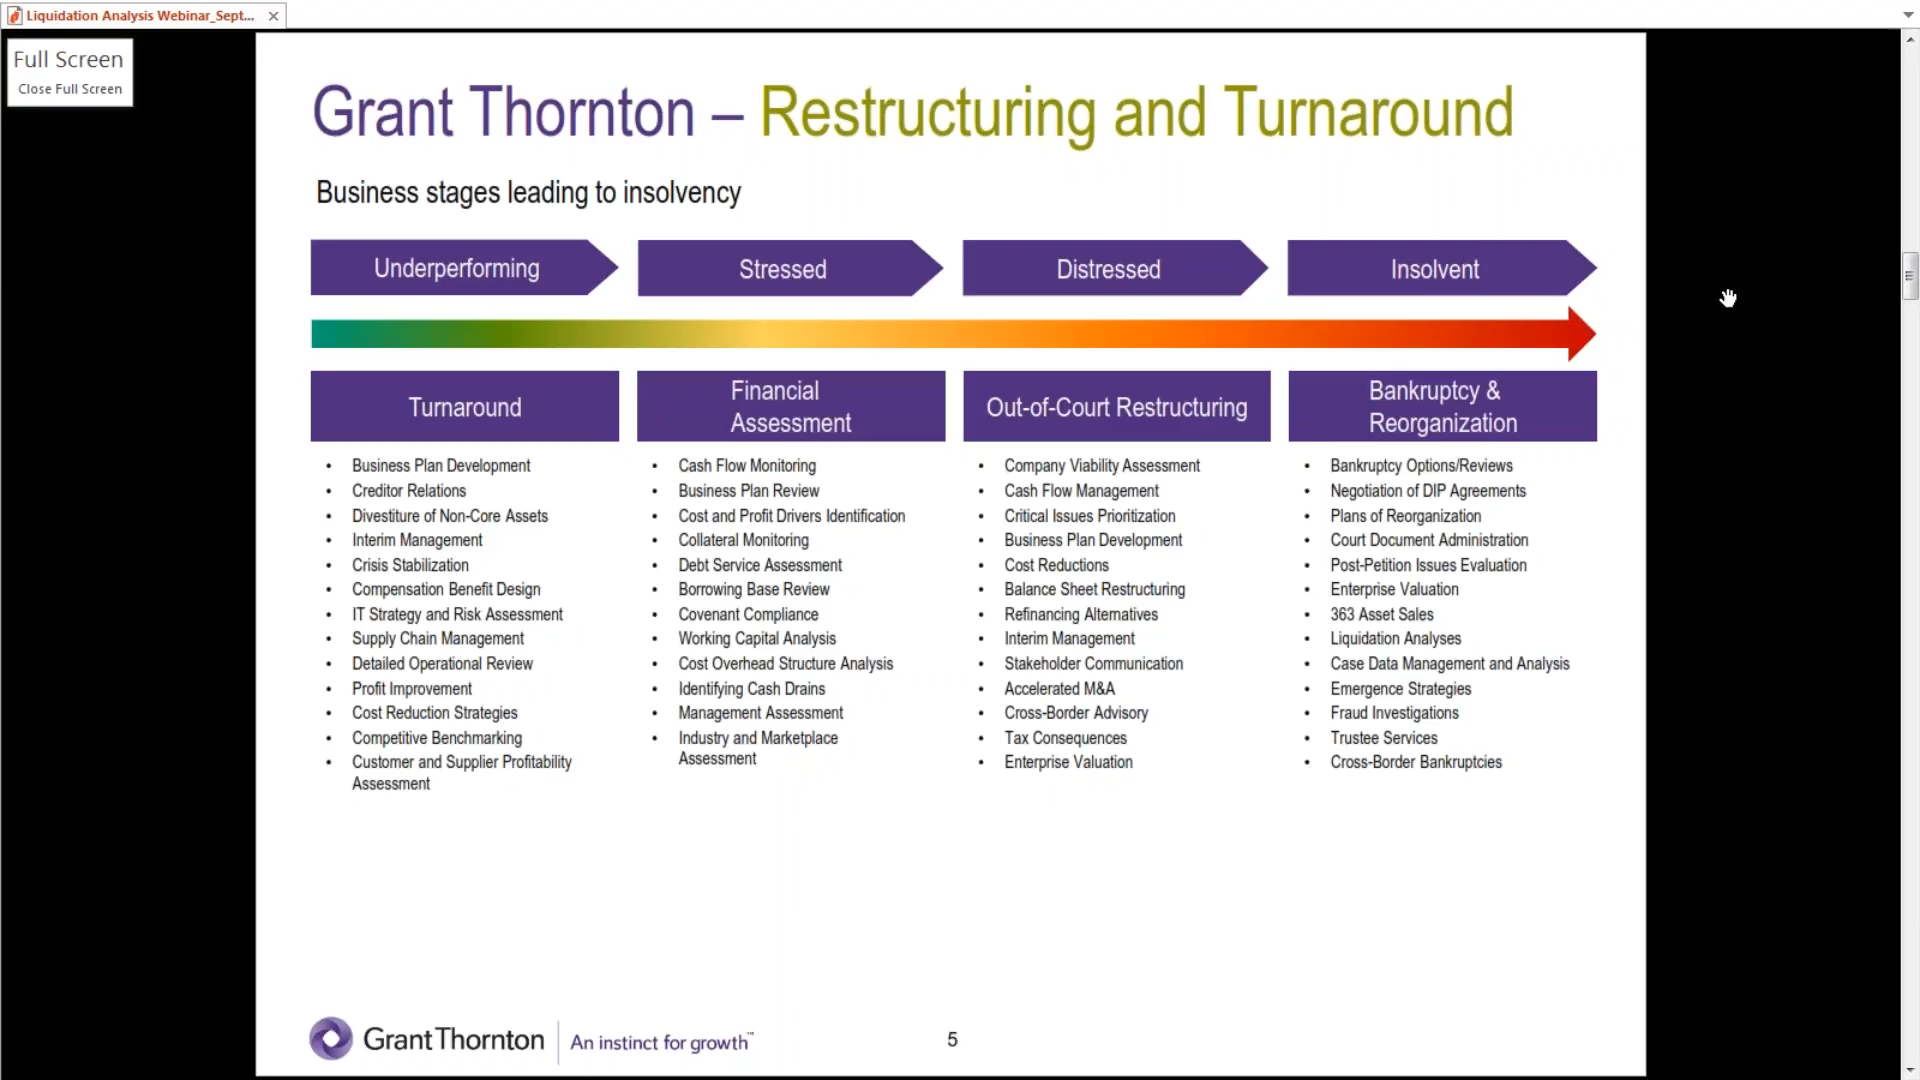 Liquidation Analysis Webinar_Sept...
Full Screen
Close Full Screen
Grant Thornton – Restructuring and Turnaround
Business stages leading to insolvency
Underperforming
Stressed
Distressed
Insolvent
Turnaround
Financial
Assessment
Out-of-Court Restructuring
Bankruptcy &
Reorganization
• Business Plan Development
• Creditor Relations
• Divestiture of Non-Core Assets
• Interim Management
• Crisis Stabilization
• Compensation Benefit Design
• IT Strategy and Risk Assessment
• Supply Chain Management
• Detailed Operational Review
• Profit Improvement
• Cost Reduction Strategies
• Competitive Benchmarking
• Customer and Supplier Profitability
Assessment
• Cash Flow Monitoring
• Business Plan Review
• Cost and Profit Drivers Identification
• Collateral Monitoring
• Debt Service Assessment
• Borrowing Base Review
• Covenant Compliance
• Working Capital Analysis
• Cost Overhead Structure Analysis
• Identifying Cash Drains
• Management Assessment
• Industry and Marketplace
Assessment
• Company Viability Assessment
• Cash Flow Management
• Critical Issues Prioritization
• Business Plan Development
• Cost Reductions
• Balance Sheet Restructuring
• Refinancing Alternatives
• Interim Management
• Stakeholder Communication
• Accelerated M&A
• Cross-Border Advisory
• Tax Consequences
• Enterprise Valuation
• Bankruptcy Options/Reviews
• Negotiation of DIP Agreements
• Plans of Reorganization
• Court Document Administration
• Post-Petition Issues Evaluation
• Enterprise Valuation
• 363 Asset Sales
• Liquidation Analyses
• Case Data Management and Analysis
• Emergence Strategies
• Fraud Investigations
• Trustee Services
• Cross-Border Bankruptcies
Grant Thornton
An instinct for growth™
5